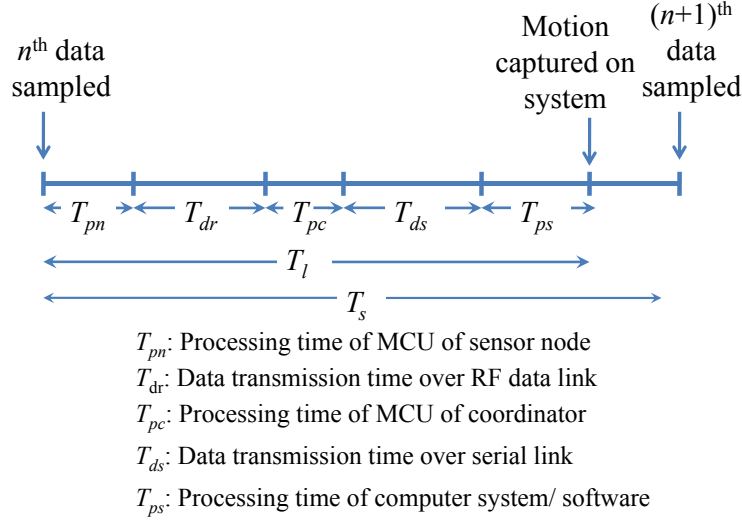 nᵗʰ data
sampled
Motion
captured on
system
(n+1)ᵗʰ
data
sampled
Tpn
Tdr
Tpc
Tds
Tps
Tl
Ts
Tpn: Processing time of MCU of sensor node
Tdr: Data transmission time over RF data link
Tpc: Processing time of MCU of coordinator
Tds: Data transmission time over serial link
Tps: Processing time of computer system/ software